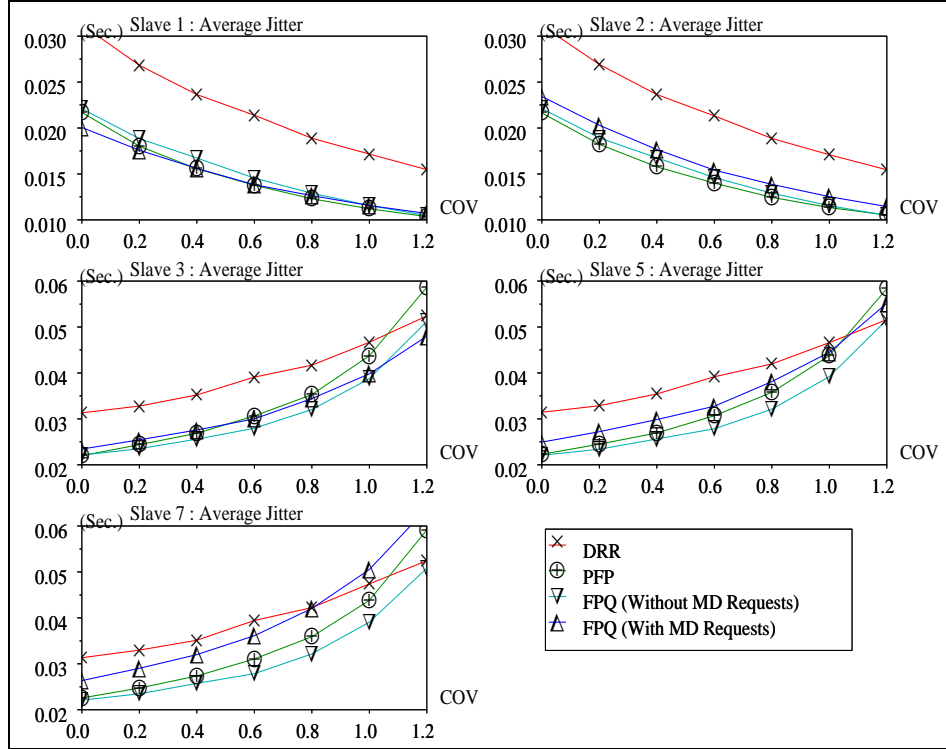 (Sec.) Slave 1 : Average Jitter
0.030
0.025
0.020
0.015
0.010
COV
0.0 0.2 0.4 0.6 0.8 1.0 1.2
(Sec.) Slave 2 : Average Jitter
0.030
0.025
0.020
0.015
0.010
COV
0.0 0.2 0.4 0.6 0.8 1.0 1.2
(Sec.) Slave 3 : Average Jitter
0.06
0.05
0.04
0.03
0.02
COV
0.0 0.2 0.4 0.6 0.8 1.0 1.2
(Sec.) Slave 5 : Average Jitter
0.06
0.05
0.04
0.03
0.02
COV
0.0 0.2 0.4 0.6 0.8 1.0 1.2
(Sec.) Slave 7 : Average Jitter
0.06
0.05
0.04
0.03
0.02
COV
0.0 0.2 0.4 0.6 0.8 1.0 1.2
DRR
PFP
FPQ (Without MD Requests)
FPQ (With MD Requests)